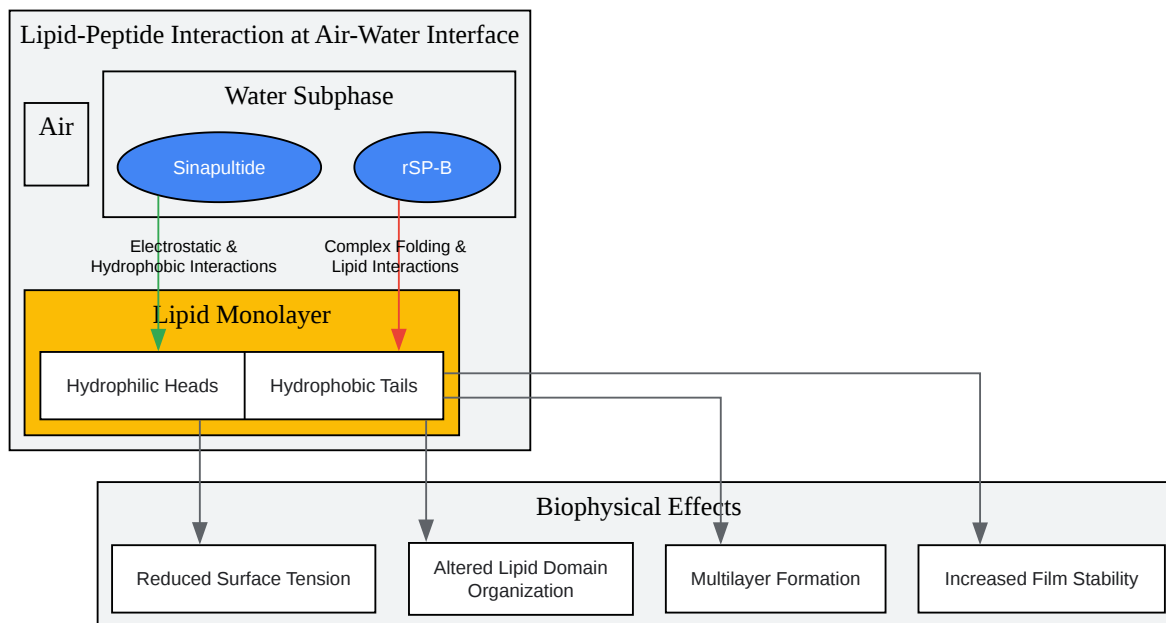 Lipid-Peptide Interaction at Air-Water Interface
Water Subphase
Air
Sinapultide
rSP-B
Electrostatic &
Hydrophobic Interactions
Complex Folding &
Lipid Interactions
Lipid Monolayer
Hydrophilic Heads
Hydrophobic Tails
Biophysical Effects
Reduced Surface Tension
Altered Lipid Domain
Organization
Multilayer Formation
Increased Film Stability